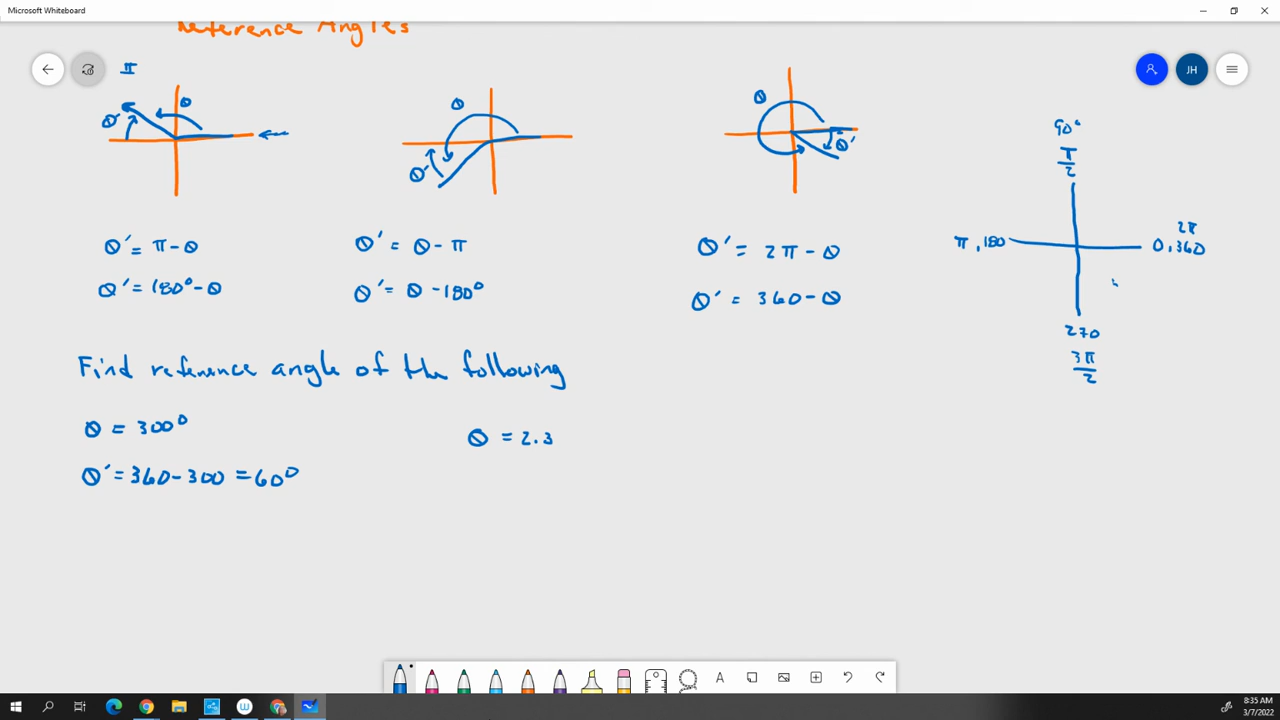 Microsoft Whiteboard
Reference Angles
II
JH
θ
θ'
θ
θ'
θ
θ'
90°
π/2
π, 180
2π
0, 360
270
3π/2
θ' = π - θ
θ' = 180° - θ
θ' = θ - π
θ' = θ - 180°
θ' = 2π - θ
θ' = 360 - θ
Find reference angle of the following
θ = 300°
θ' = 360 - 300 = 60°
θ = 2.3
A
8:35 AM
3/7/2022